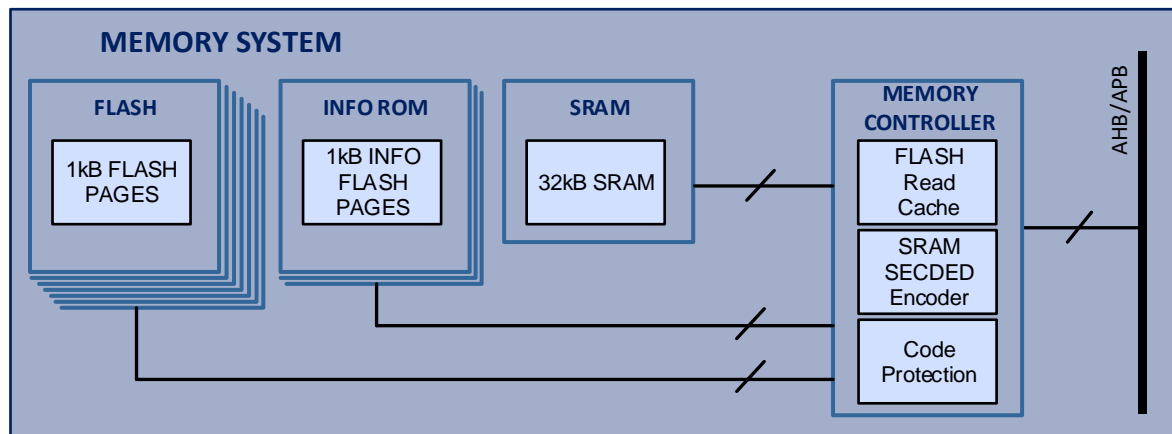 MEMORY SYSTEM
FLASH
1kB FLASH
PAGES
INFO ROM
1kB INFO
FLASH
PAGES
SRAM
32kB SRAM
MEMORY
CONTROLLER
FLASH
Read
Cache
SRAM
SECDED
Encoder
Code
Protection
AHB/APB